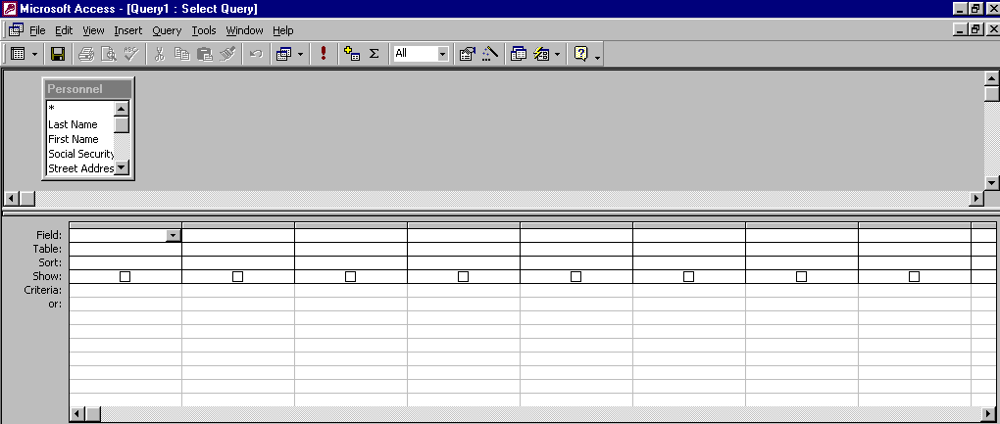 Microsoft Access - [Query1 : Select Query]
File Edit View Insert Query Tools Window Help
All
Personnel
*
Last Name
First Name
Social Security
Street Addres
Field:
Table:
Sort:
Show:
Criteria:
or: